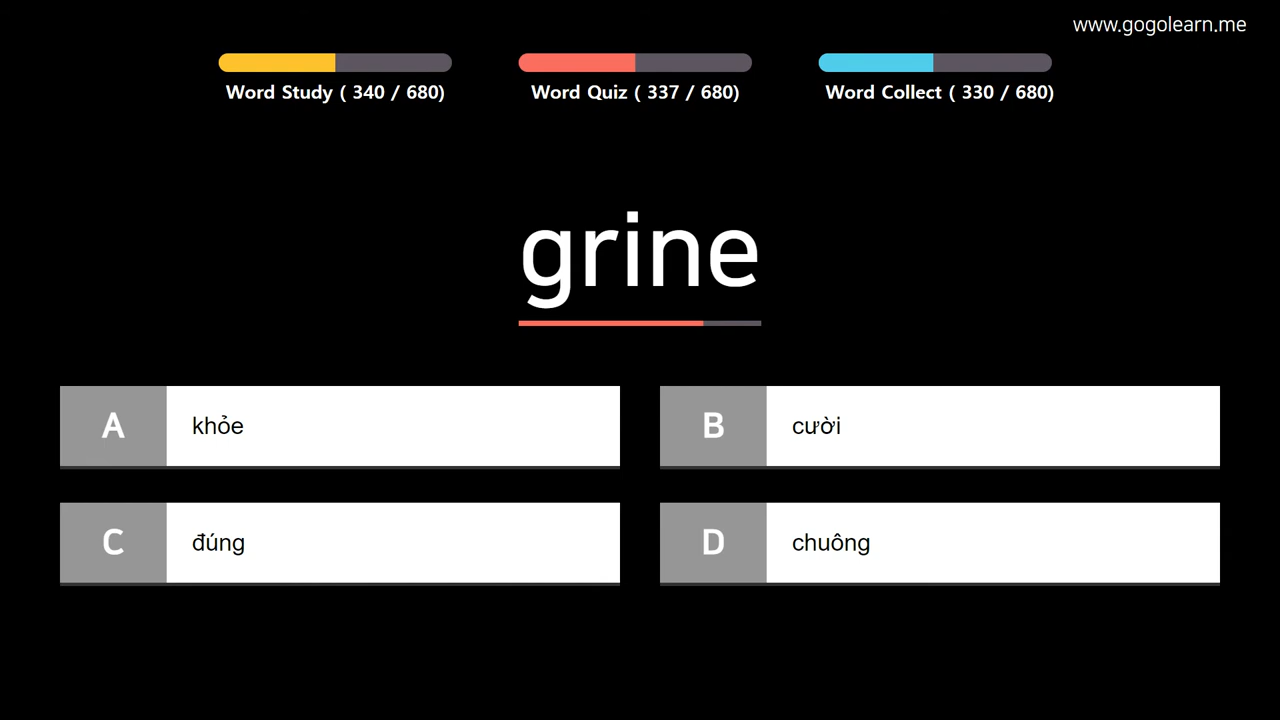 www.gogolearn.me
Word Study ( 340 / 680)
Word Quiz ( 337 / 680)
Word Collect ( 330 / 680)
grine
A khỏe
B cười
C đúng
D chuông